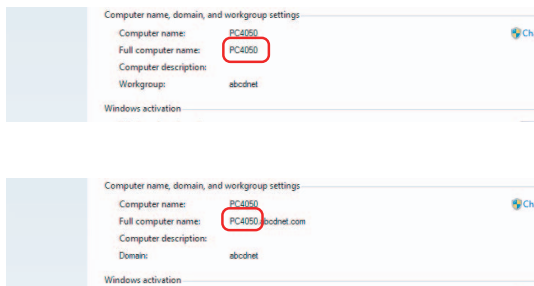 Computer name, domain, and workgroup settings
Computer name: PC4050 Ch
Full computer name: PC4050
Computer description:
Workgroup: abcdnet
Windows activation
Computer name, domain, and workgroup settings
Computer name: PC4050 Ch
Full computer name: PC4050.abcdnet.com
Computer description:
Domain: abcdnet
Windows activation